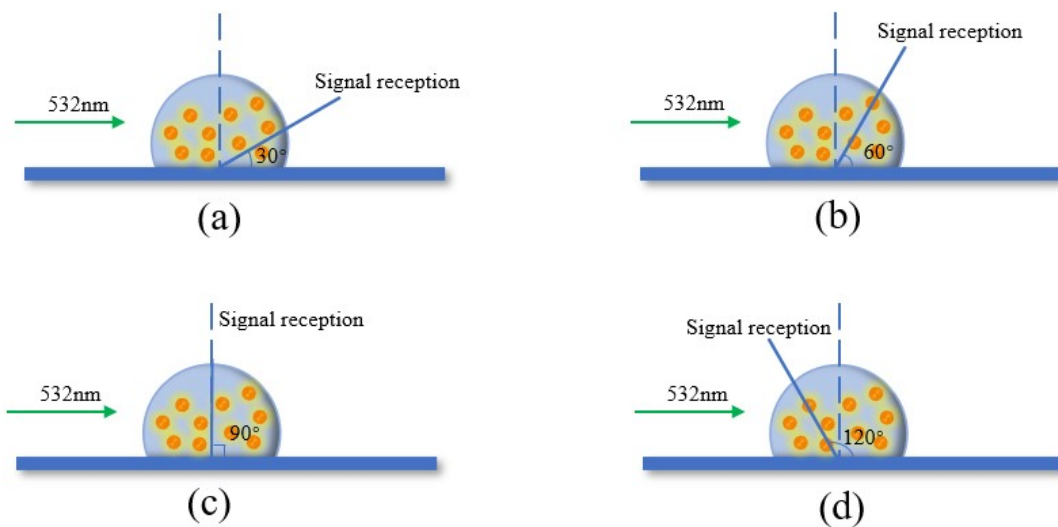 Signal reception
532nm
30°
(a)
Signal reception
532nm
60°
(b)
Signal reception
532nm
90°
(c)
Signal reception
532nm
120°
(d)